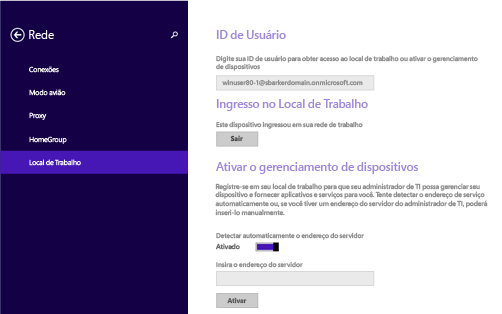 Rede
Conexões
Modo avião
Proxy
HomeGroup
Local de Trabalho
ID de Usuário
Digite sua ID de usuário para obter acesso ao local de trabalho ou ativar o gerenciamento
de dispositivos
winuser80-1@sbarkerdomain.onmicrosoft.com
Ingresso no Local de Trabalho
Este dispositivo ingressou em sua rede de trabalho
Sair
Ativar o gerenciamento de dispositivos
Registre-se em seu local de trabalho para que seu administrador de TI possa gerenciar seu
dispositivo e fornecer aplicativos e serviços para você. Tente detectar o endereço de serviço
automaticamente ou, se você tiver um endereço do servidor do administrador de TI, poderá
inseri-lo manualmente.
Detectar automaticamente o endereço do servidor
Ativado
Insira o endereço do servidor
Ativar